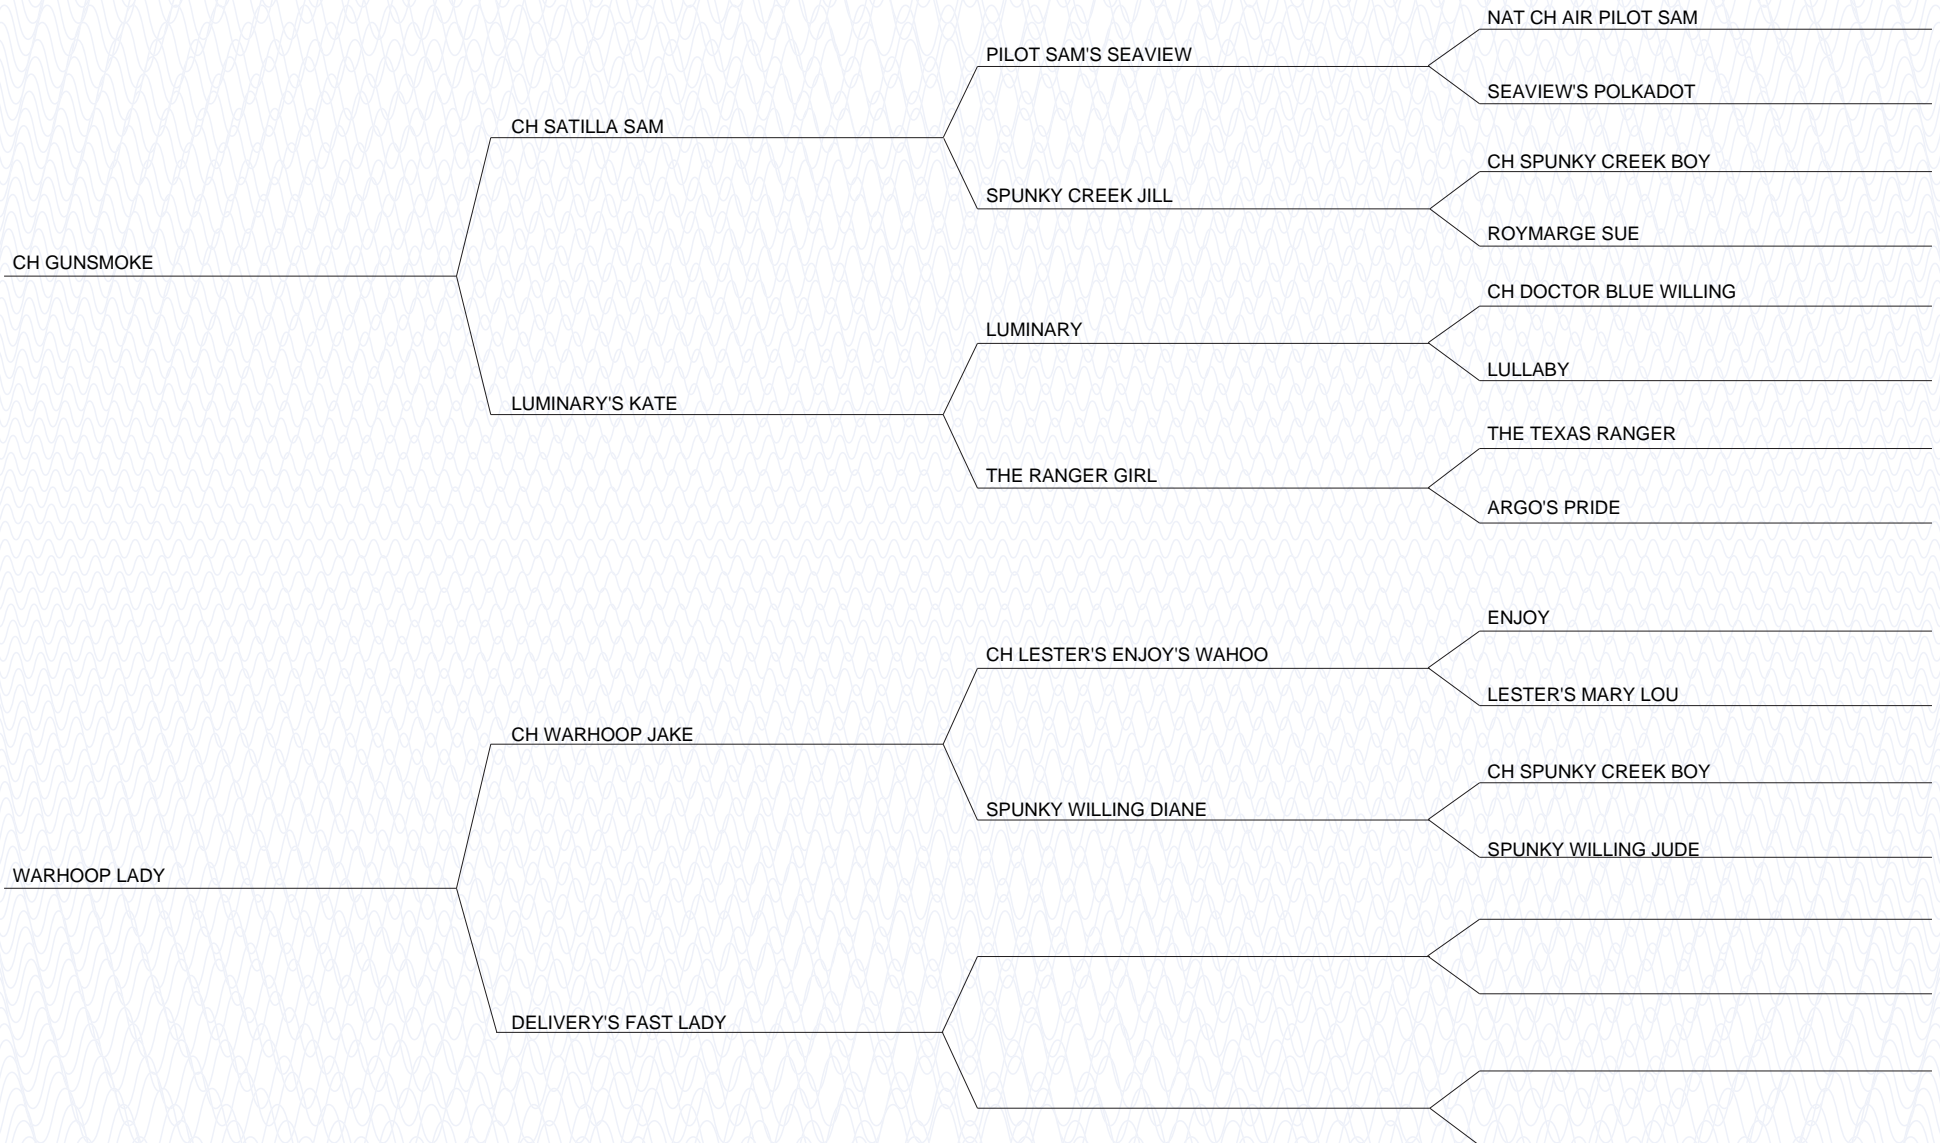 NAT CH AIR PILOT SAM
PILOT SAM'S SEAVIEW
SEAVIEW'S POLKADOT
CH SATILLA SAM
CH SPUNKY CREEK BOY
SPUNKY CREEK JILL
ROYMARGE SUE
CH GUNSMOKE
CH DOCTOR BLUE WILLING
LUMINARY
LULLABY
LUMINARY'S KATE
THE TEXAS RANGER
THE RANGER GIRL
ARGO'S PRIDE
ENJOY
CH LESTER'S ENJOY'S WAHOO
LESTER'S MARY LOU
CH WARHOOP JAKE
CH SPUNKY CREEK BOY
SPUNKY WILLING DIANE
SPUNKY WILLING JUDE
WARHOOP LADY
DELIVERY'S FAST LADY